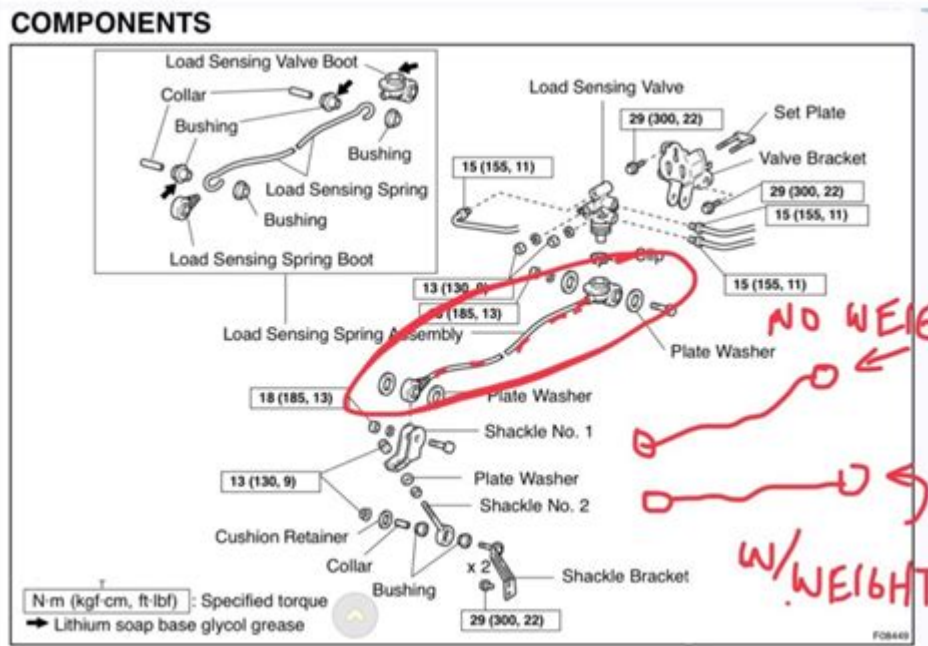 COMPONENTS
Load Sensing Valve Boot
Collar
Bushing
Bushing
Load Sensing Spring
Bushing
Load Sensing Spring Boot
Load Sensing Valve
29 (300, 22)
Set Plate
Valve Bracket
15 (155, 11)
29 (300, 22)
15 (155, 11)
Clip
15 (155, 11)
13 (130, 9)
(185, 13)
Load Sensing Spring Assembly
Plate Washer
NO WEIG
18 (185, 13)
Plate Washer
Shackle No. 1
13 (130, 9)
Plate Washer
Shackle No. 2
Cushion Retainer
Collar
Bushing
x 2
Shackle Bracket
W/
WEIGHT
N·m (kgf·cm, ft·lbf) : Specified torque
Lithium soap base glycol grease
29 (300, 22)
F08449